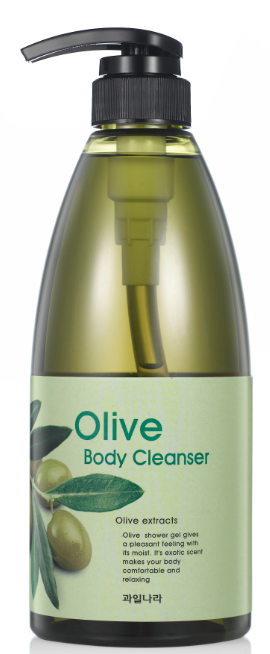 Olive
Body Cleanser
Olive extracts
Olive shower gel gives
a pleasant feeling with
its moist. It's exotic scent
makes your body
comfortable and
relaxing
과일나라